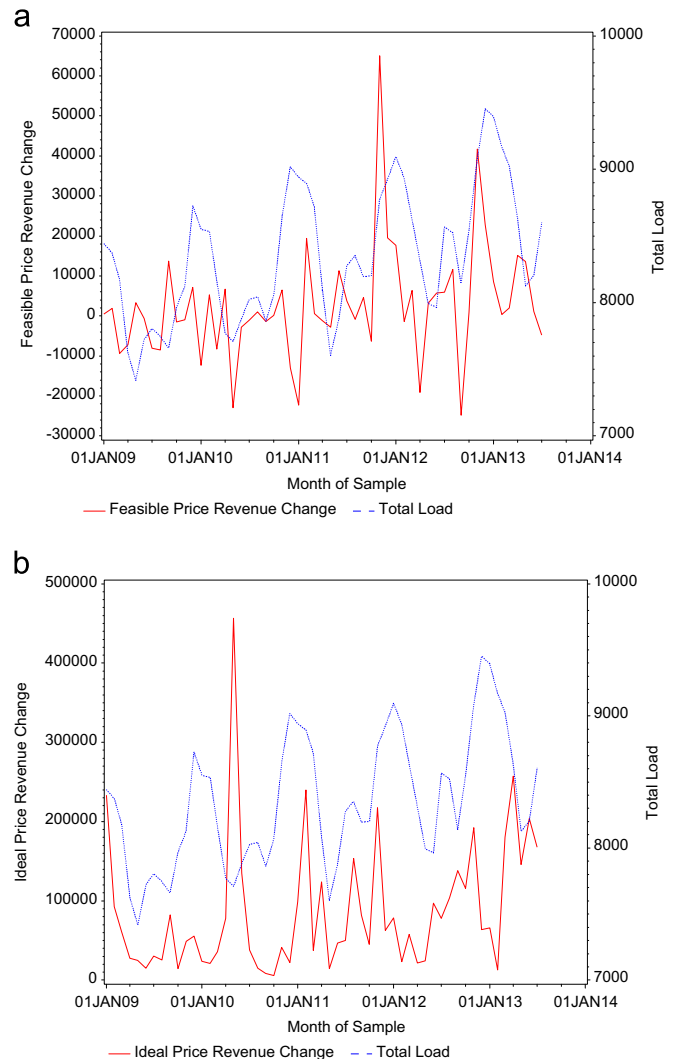 a
70000
60000
50000
40000
30000
20000
10000
0
-10000
-20000
-30000
Feasible Price Revenue Change
10000
9000
8000
7000
Total Load
01JAN09 01JAN10 01JAN11 01JAN12 01JAN13 01JAN14
Month of Sample
Feasible Price Revenue Change Total Load
b
500000
400000
300000
200000
100000
0
Ideal Price Revenue Change
10000
9000
8000
7000
Total Load
01JAN09 01JAN10 01JAN11 01JAN12 01JAN13 01JAN14
Month of Sample
Ideal Price Revenue Change Total Load